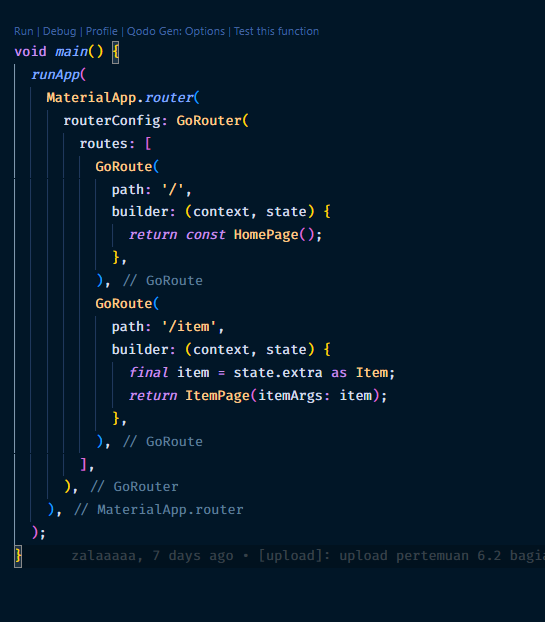 Run | Debug | Profile | Qodo Gen: Options | Test this function
void main() {
  runApp(
    MaterialApp.router(
      routerConfig: GoRouter(
        routes: [
          GoRoute(
            path: '/',
            builder: (context, state) {
              return const HomePage();
            },
          ), // GoRoute
          GoRoute(
            path: '/item',
            builder: (context, state) {
              final item = state.extra as Item;
              return ItemPage(itemArgs: item);
            },
          ), // GoRoute
        ],
      ), // GoRouter
    ), // MaterialApp.router
  );
} zalaaaaa, 7 days ago • [upload]: upload pertemuan 6.2 bagia